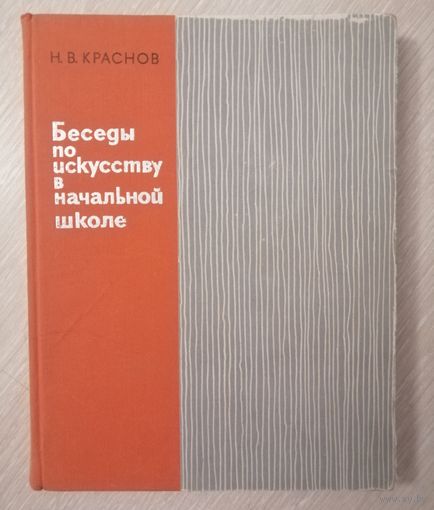 Н. В. КРАСНОВ
Беседы
по
искусству
в
начальной
школе